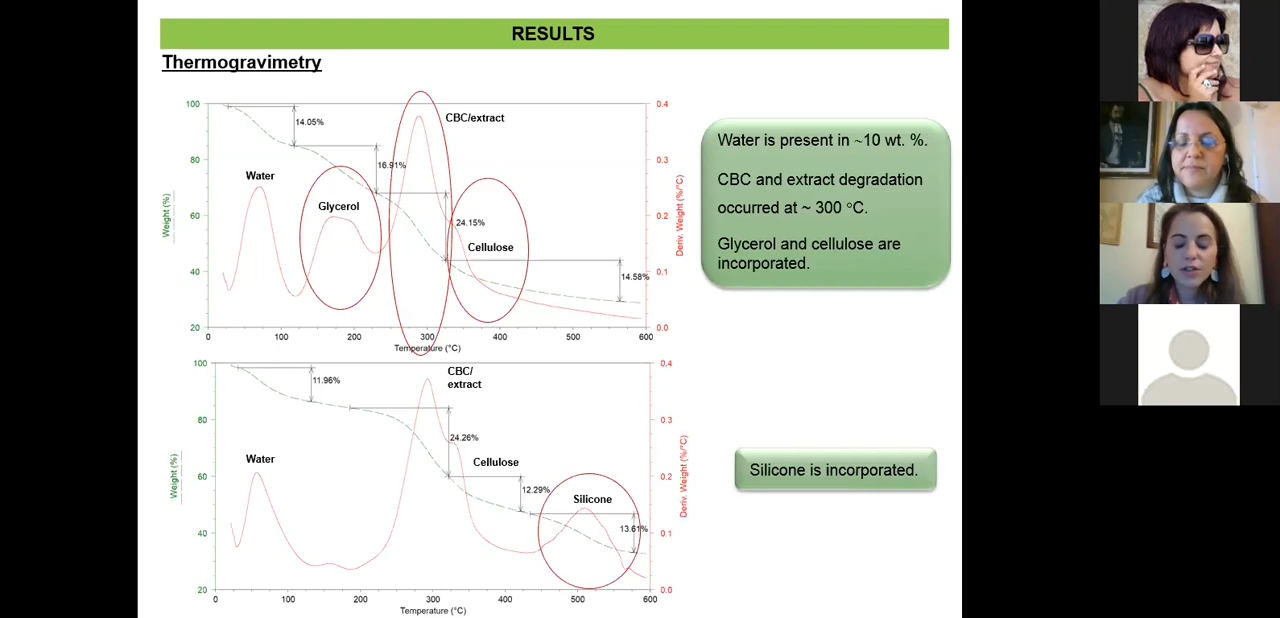 RESULTS
Thermogravimetry
100
80
60
40
20
Weight (%)
0
100
200
300
400
500
600
Temperature (°C)
0.4
0.3
0.2
0.1
0.0
Deriv. Weight (%/°C)
14.05%
16.91%
24.15%
14.58%
Water
Glycerol
CBC/extract
Cellulose
Water is present in ~10 wt. %.
CBC and extract degradation
occurred at ~ 300 °C.
Glycerol and cellulose are
incorporated.
100
80
60
40
20
Weight (%)
0
100
200
300
400
500
600
Temperature (°C)
0.4
0.3
0.2
0.1
0.0
Deriv. Weight (%/°C)
11.96%
24.26%
12.29%
13.61%
Water
CBC/
extract
Cellulose
Silicone
Silicone is incorporated.